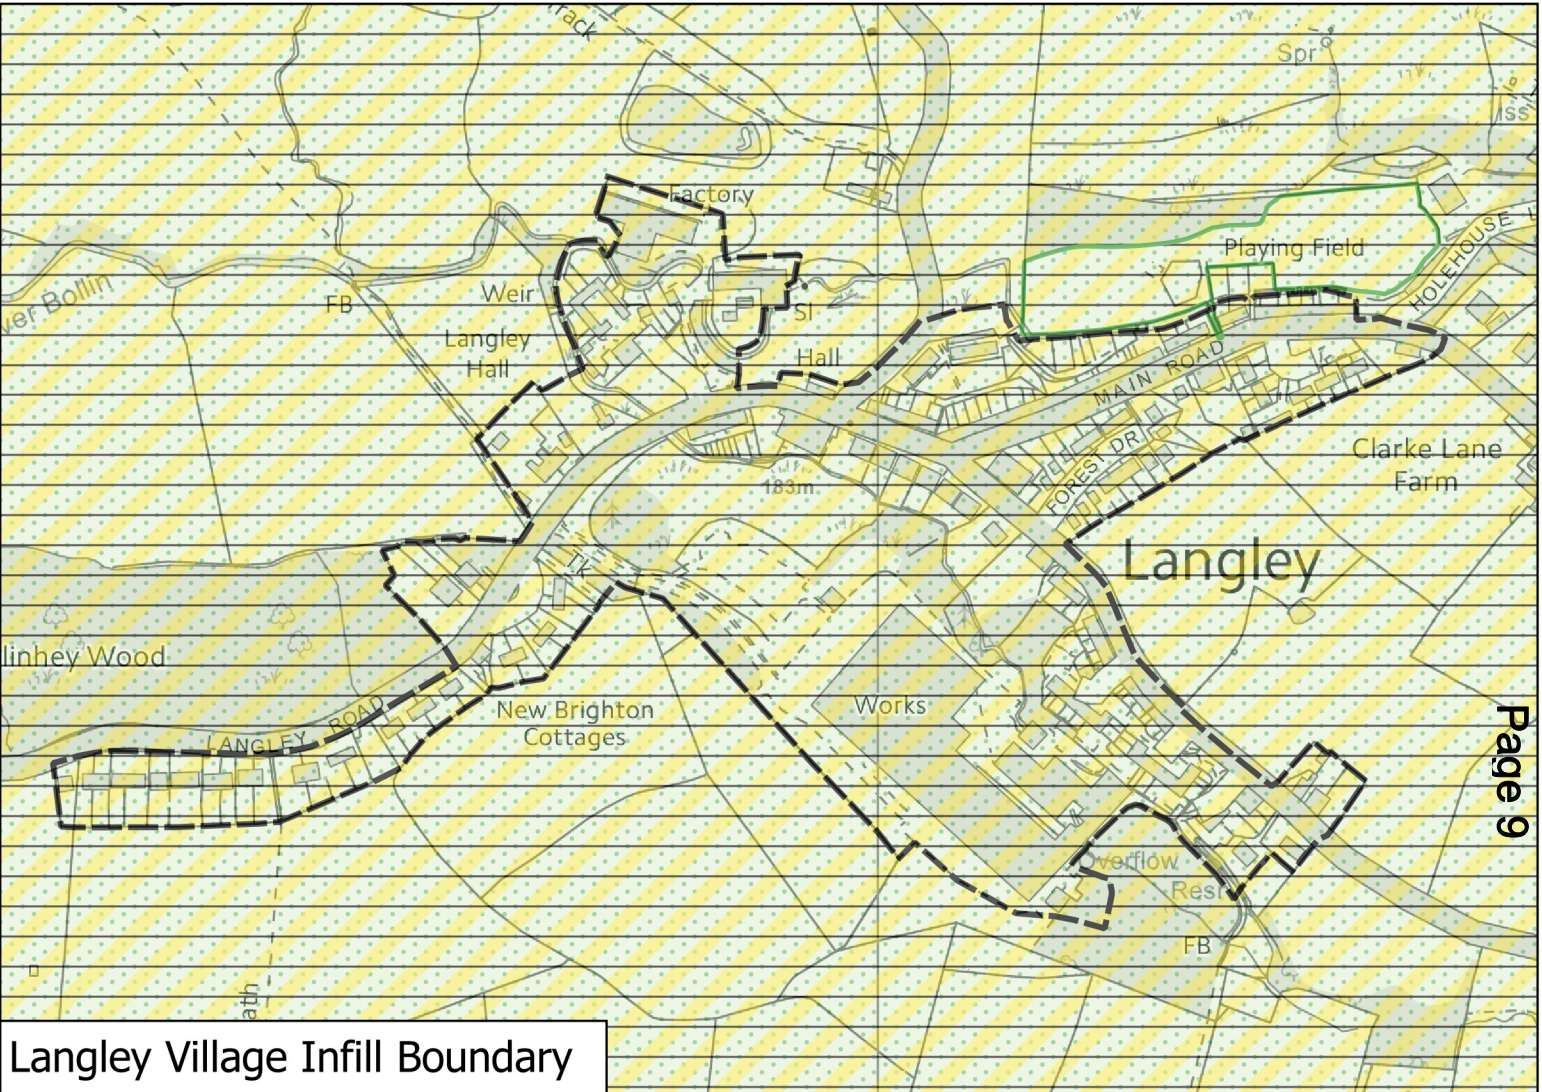 Track
Spr
Iss
Factory
Playing Field
HOLEHOUSE L
ver Bollin
FB
Weir
Sl
Langley
Hall
Hall
MAIN ROAD
FOREST DR
Clarke Lane
Farm
183m
Langley
Tk
linhey Wood
LANGLEY ROAD
New Brighton
Cottages
Works
Page 9
Overflow
Resr
FB
ath
Langley Village Infill Boundary